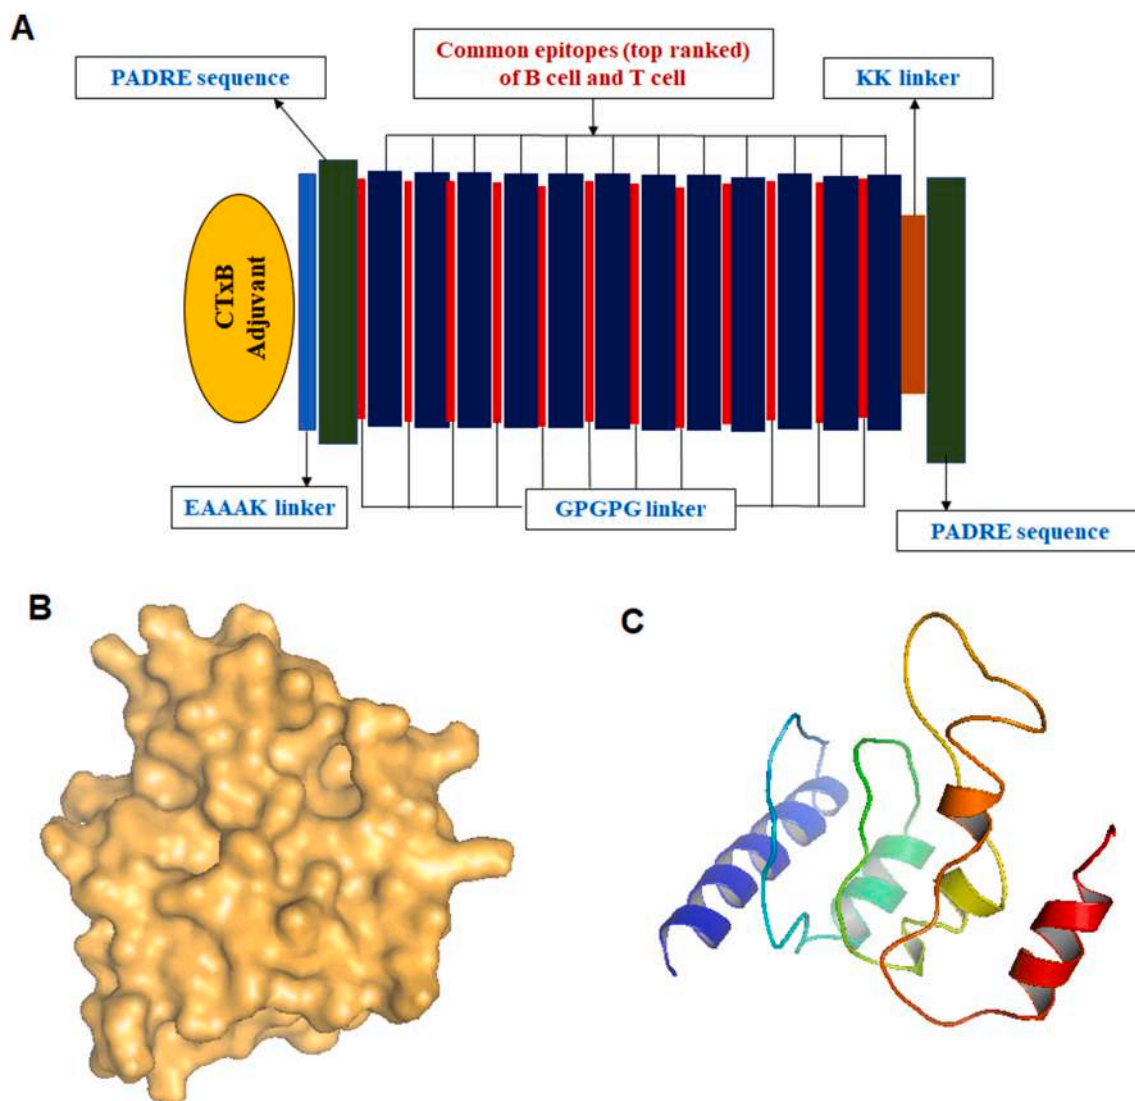 A
Common epitopes (top ranked)
of B cell and T cell
PADRE sequence
KK linker
CTxB
Adjuvant
EAAAK linker
GPGPG linker
PADRE sequence
B
C